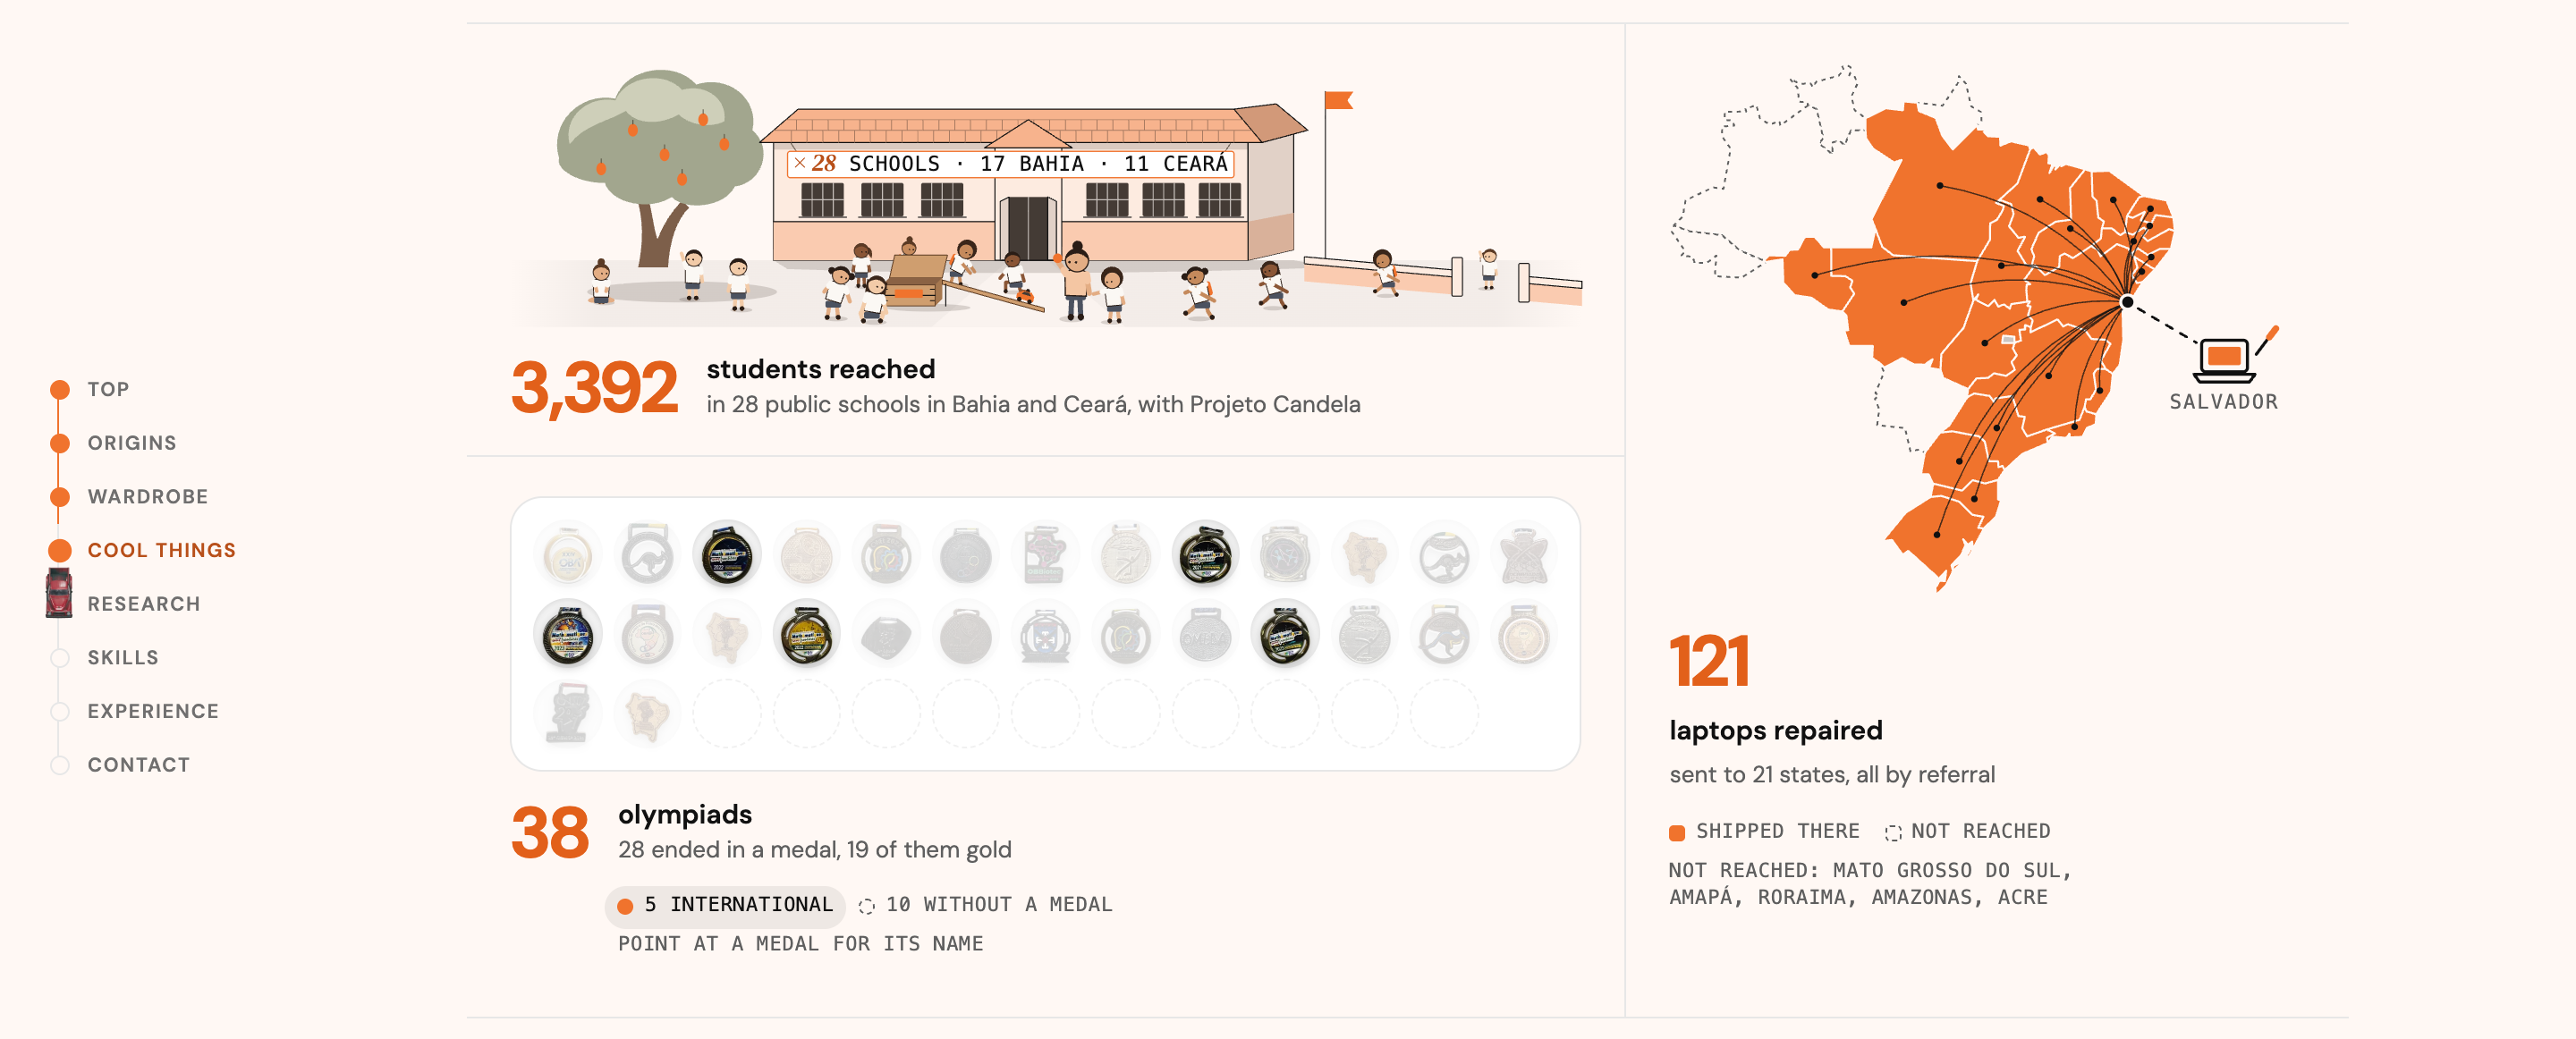 TOP
ORIGINS
WARDROBE
COOL THINGS
RESEARCH
SKILLS
EXPERIENCE
CONTACT
× 28 SCHOOLS · 17 BAHIA · 11 CEARÁ
3,392
students reached
in 28 public schools in Bahia and Ceará, with Projeto Candela
38
olympiads
28 ended in a medal, 19 of them gold
5 INTERNATIONAL
10 WITHOUT A MEDAL
POINT AT A MEDAL FOR ITS NAME
SALVADOR
121
laptops repaired
sent to 21 states, all by referral
SHIPPED THERE
NOT REACHED
NOT REACHED: MATO GROSSO DO SUL,
AMAPÁ, RORAIMA, AMAZONAS, ACRE